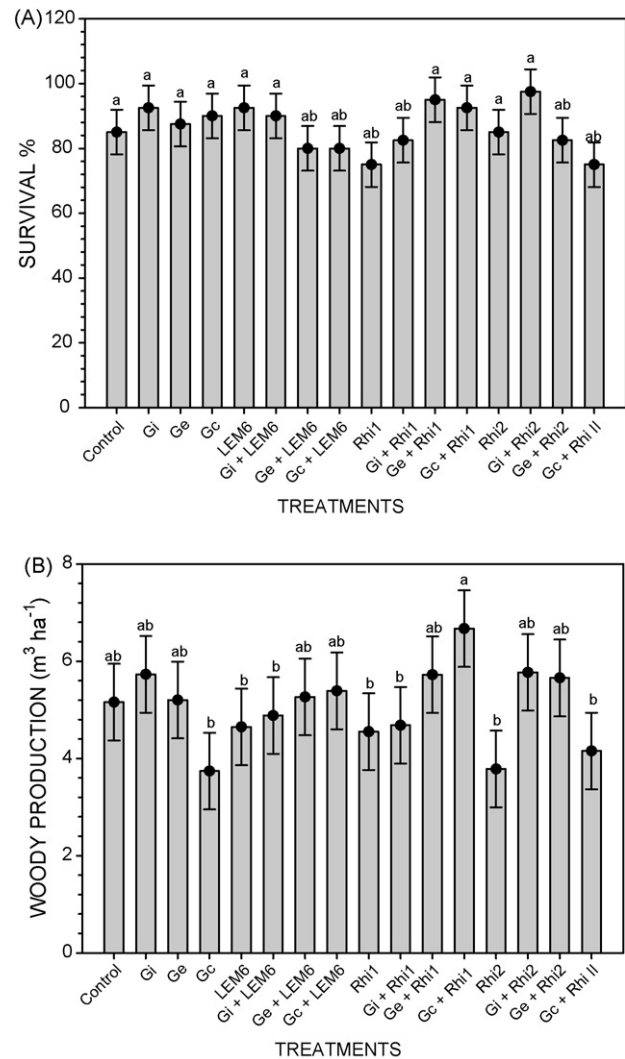 (A)
120
100
80
60
40
20
0
SURVIVAL %
a a a a a a ab ab ab ab a a a a ab ab
Control Gi Ge Gc LEM6 Gi + LEM6 Ge + LEM6 Gc + LEM6 Rhi1 Gi + Rhi1 Ge + Rhi1 Gc + Rhi1 Rhi2 Gi + Rhi2 Ge + Rhi2 Gc + Rhi II
TREATMENTS
(B)
8
6
4
2
0
WOODY PRODUCTION (m³ ha⁻¹)
ab ab ab b b b ab ab b b ab a b ab ab b
Control Gi Ge Gc LEM6 Gi + LEM6 Ge + LEM6 Gc + LEM6 Rhi1 Gi + Rhi1 Ge + Rhi1 Gc + Rhi1 Rhi2 Gi + Rhi2 Ge + Rhi2 Gc + Rhi II
TREATMENTS